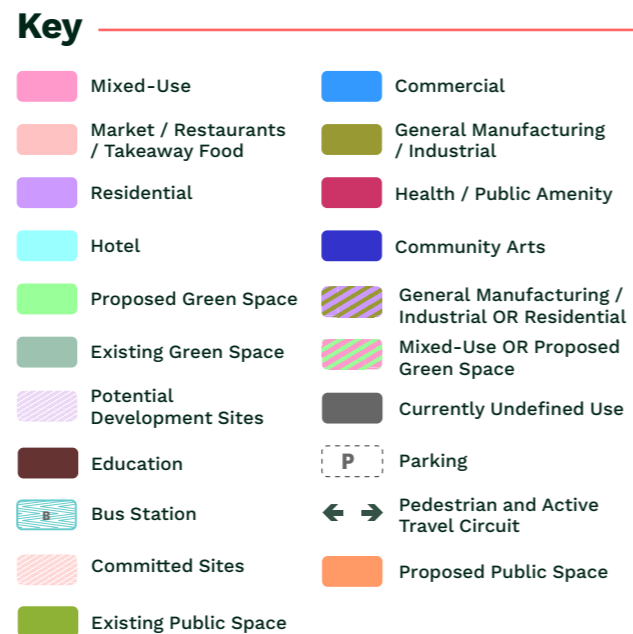 Key
Mixed-Use
Market / Restaurants
/ Takeaway Food
Residential
Hotel
Proposed Green Space
Existing Green Space
Potential
Development Sites
Education
B
Bus Station
Committed Sites
Existing Public Space
Commercial
General Manufacturing
/ Industrial
Health / Public Amenity
Community Arts
General Manufacturing /
Industrial OR Residential
Mixed-Use OR Proposed
Green Space
Currently Undefined Use
P
Parking
Pedestrian and Active
Travel Circuit
Proposed Public Space